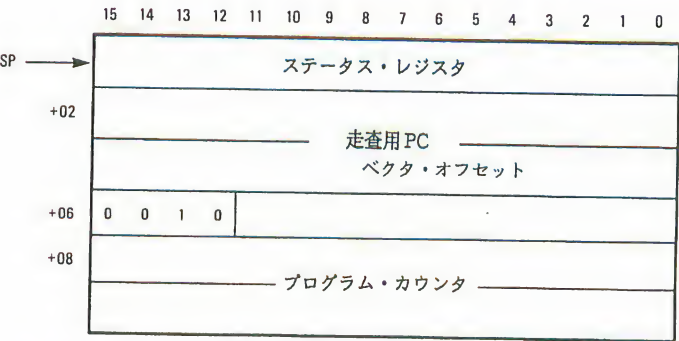 15 14 13 12 11 10 9 8 7 6 5 4 3 2 1 0
SP
ステータス・レジスタ
+02
走査用PC
ベクタ・オフセット
+06 0 0 1 0
+08
プログラム・カウンタ